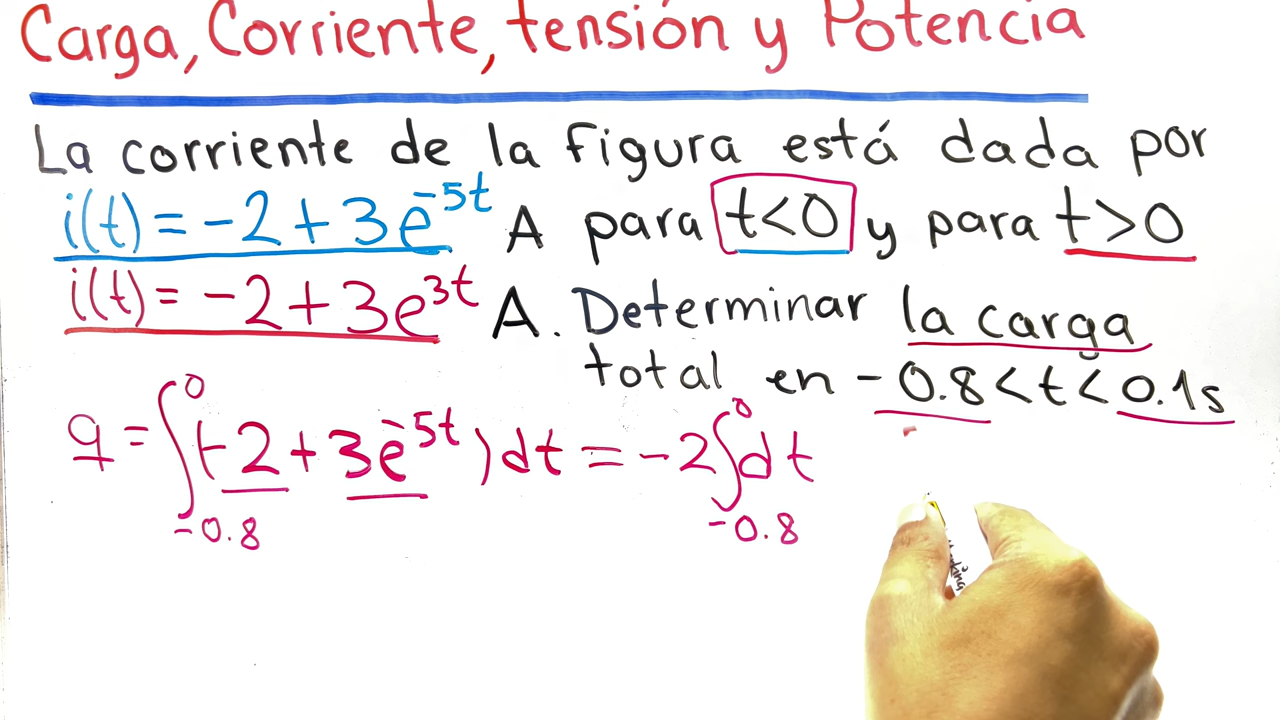 Carga, Corriente, tensión y Potencia
La corriente de la figura está dada por
i(t) = -2 + 3e^-5t A para t<0 y para t>0
i(t) = -2 + 3e^3t A. Determinar la carga
total en -0.8 < t < 0.1s
q = ∫_-0.8^0 (-2 + 3e^-5t) dt = -2 ∫_-0.8^0 dt